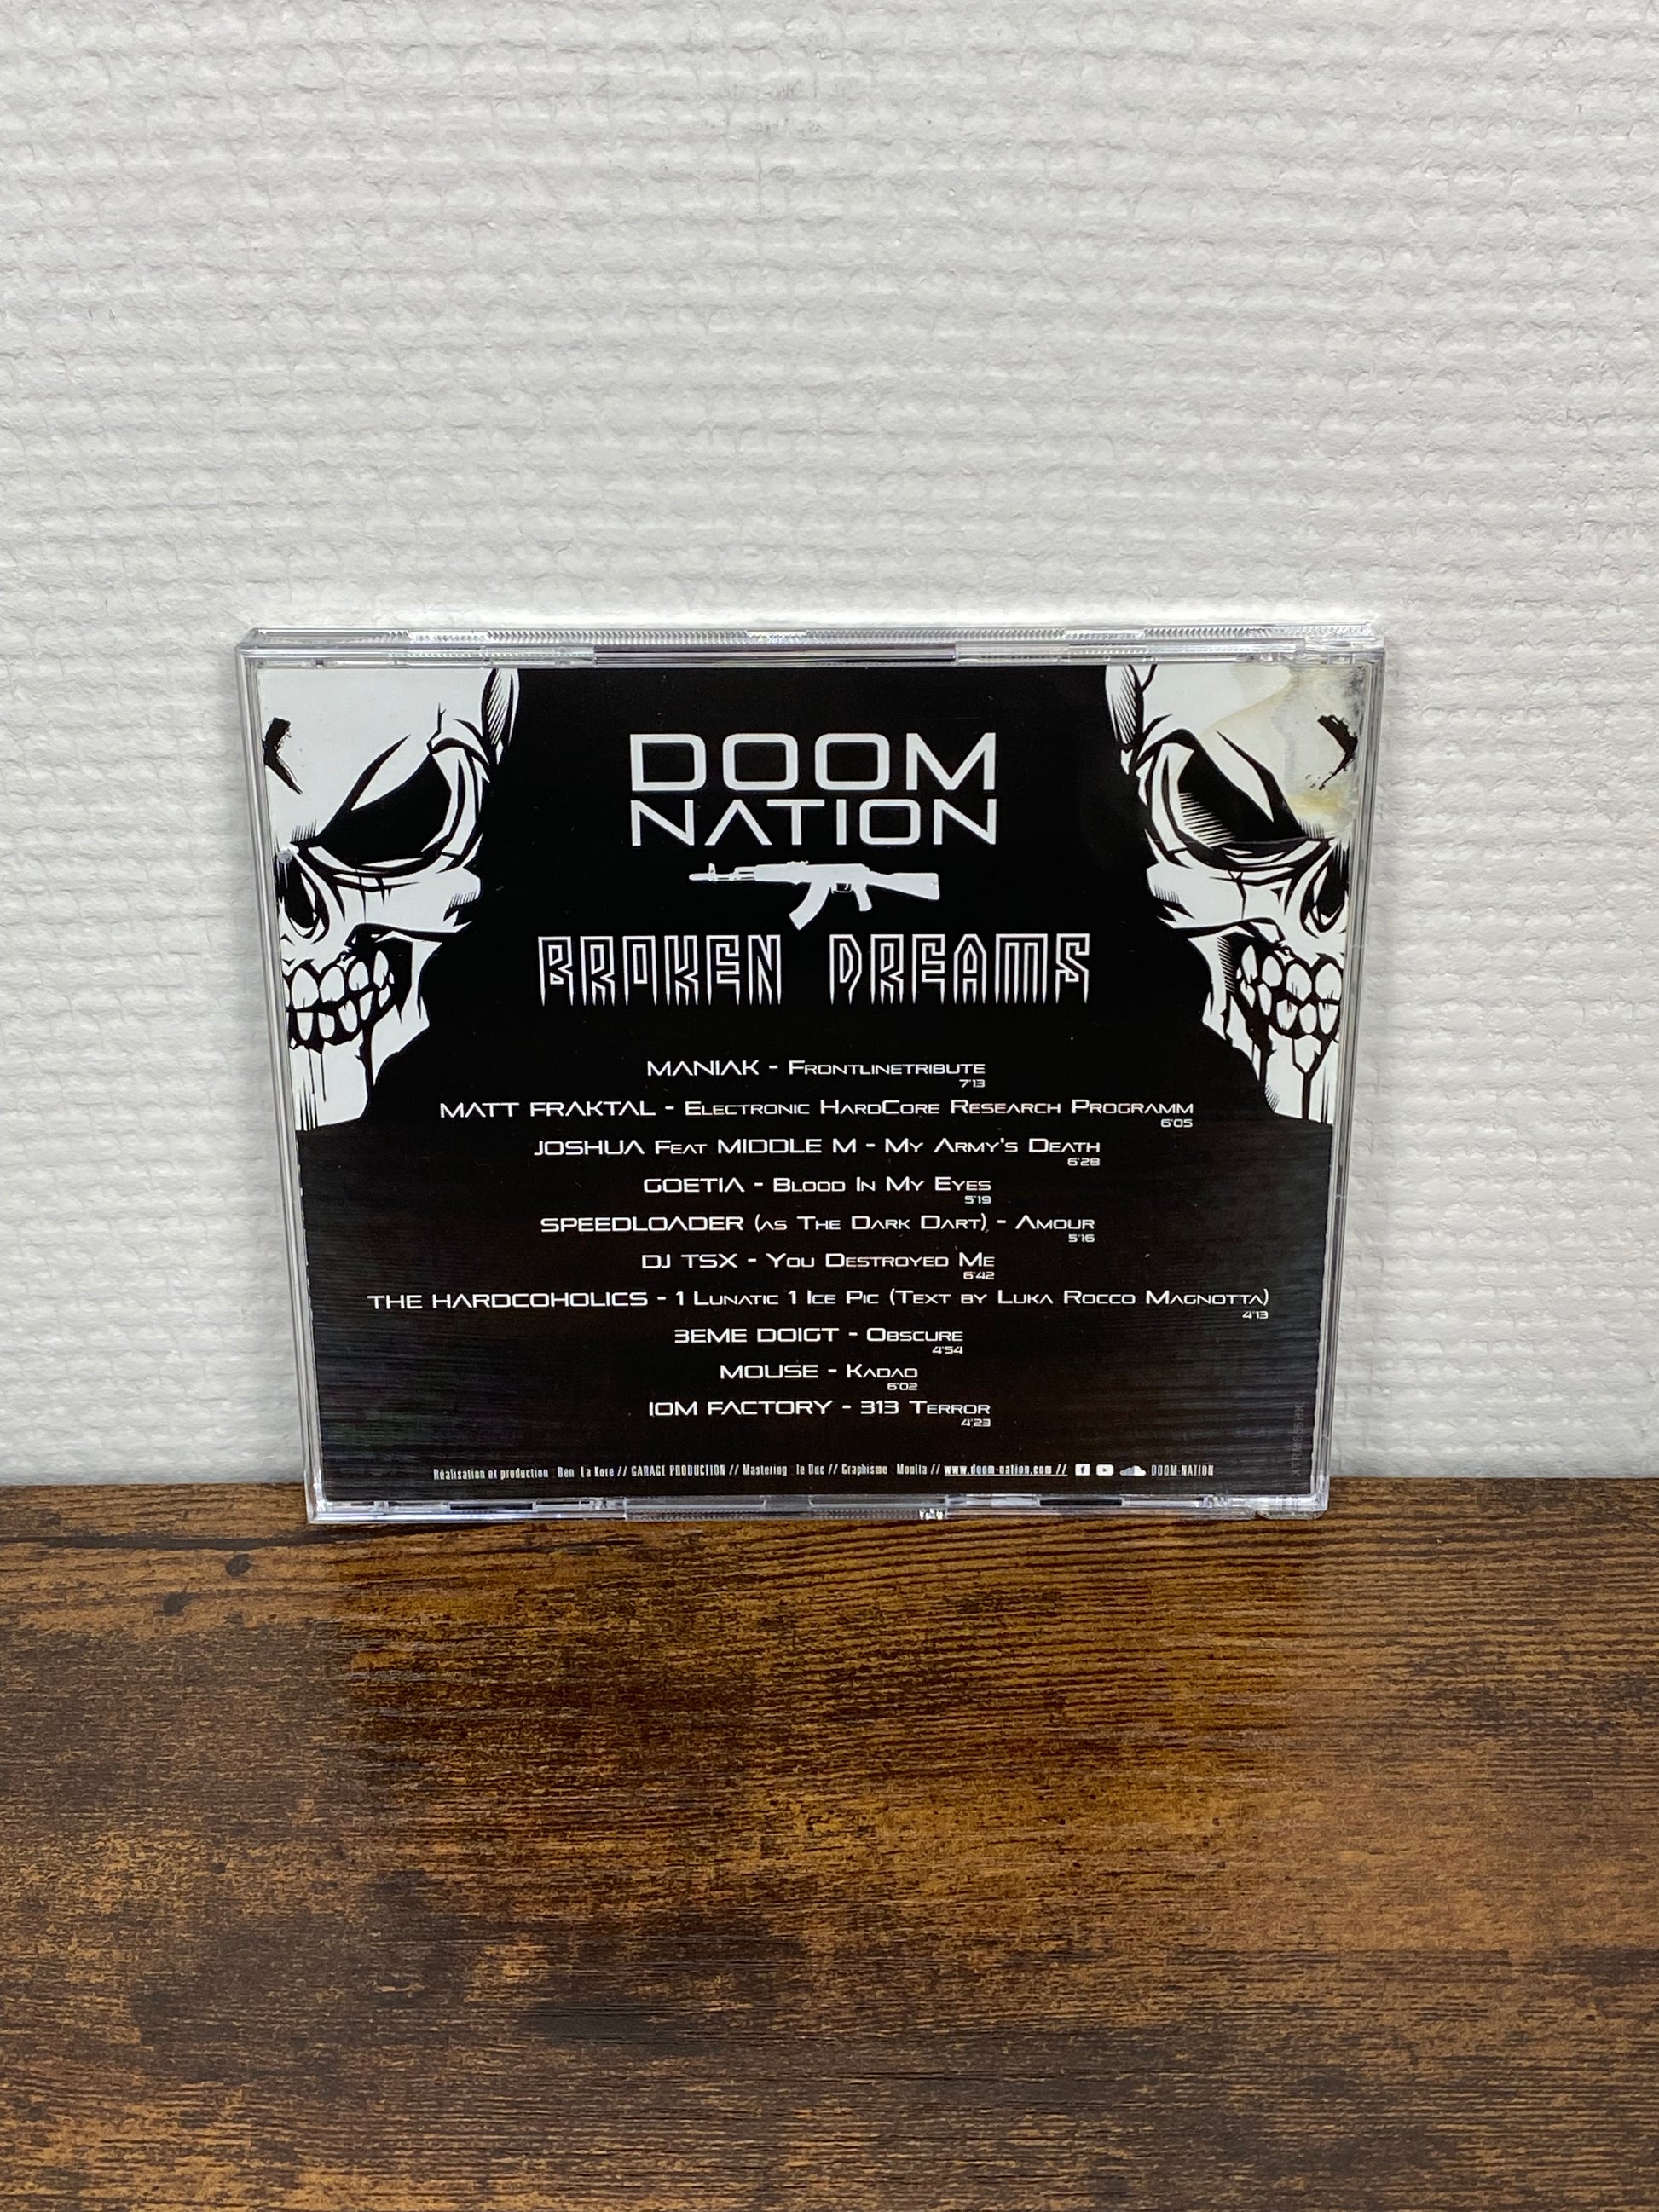 DOOM
NATION
BROKEN DREAMS
MANIAK - Frontlinetribute
7'13
MATT FRAKTAL - Electronic HardCore Research Programm
6'05
JOSHUA Feat MIDDLE M - My Army's Death
6'28
GOETIA - Blood In My Eyes
5'19
SPEEDLOADER (as The Dark Dart) - Amour
5'16
DJ TSX - You Destroyed Me
6'42
THE HARDCOHOLICS - 1 Lunatic 1 Ice Pic (Text by Luka Rocco Magnotta)
4'13
3EME DOIGT - Obscure
4'54
MOUSE - Kadao
6'02
IOM FACTORY - 313 Terror
4'23
Réalisation et production : Ben La Kore // GARAGE PRODUCTION // Mastering : le Duc // Graphisme : Moulta // www.doom-nation.com // DOOM-NATION